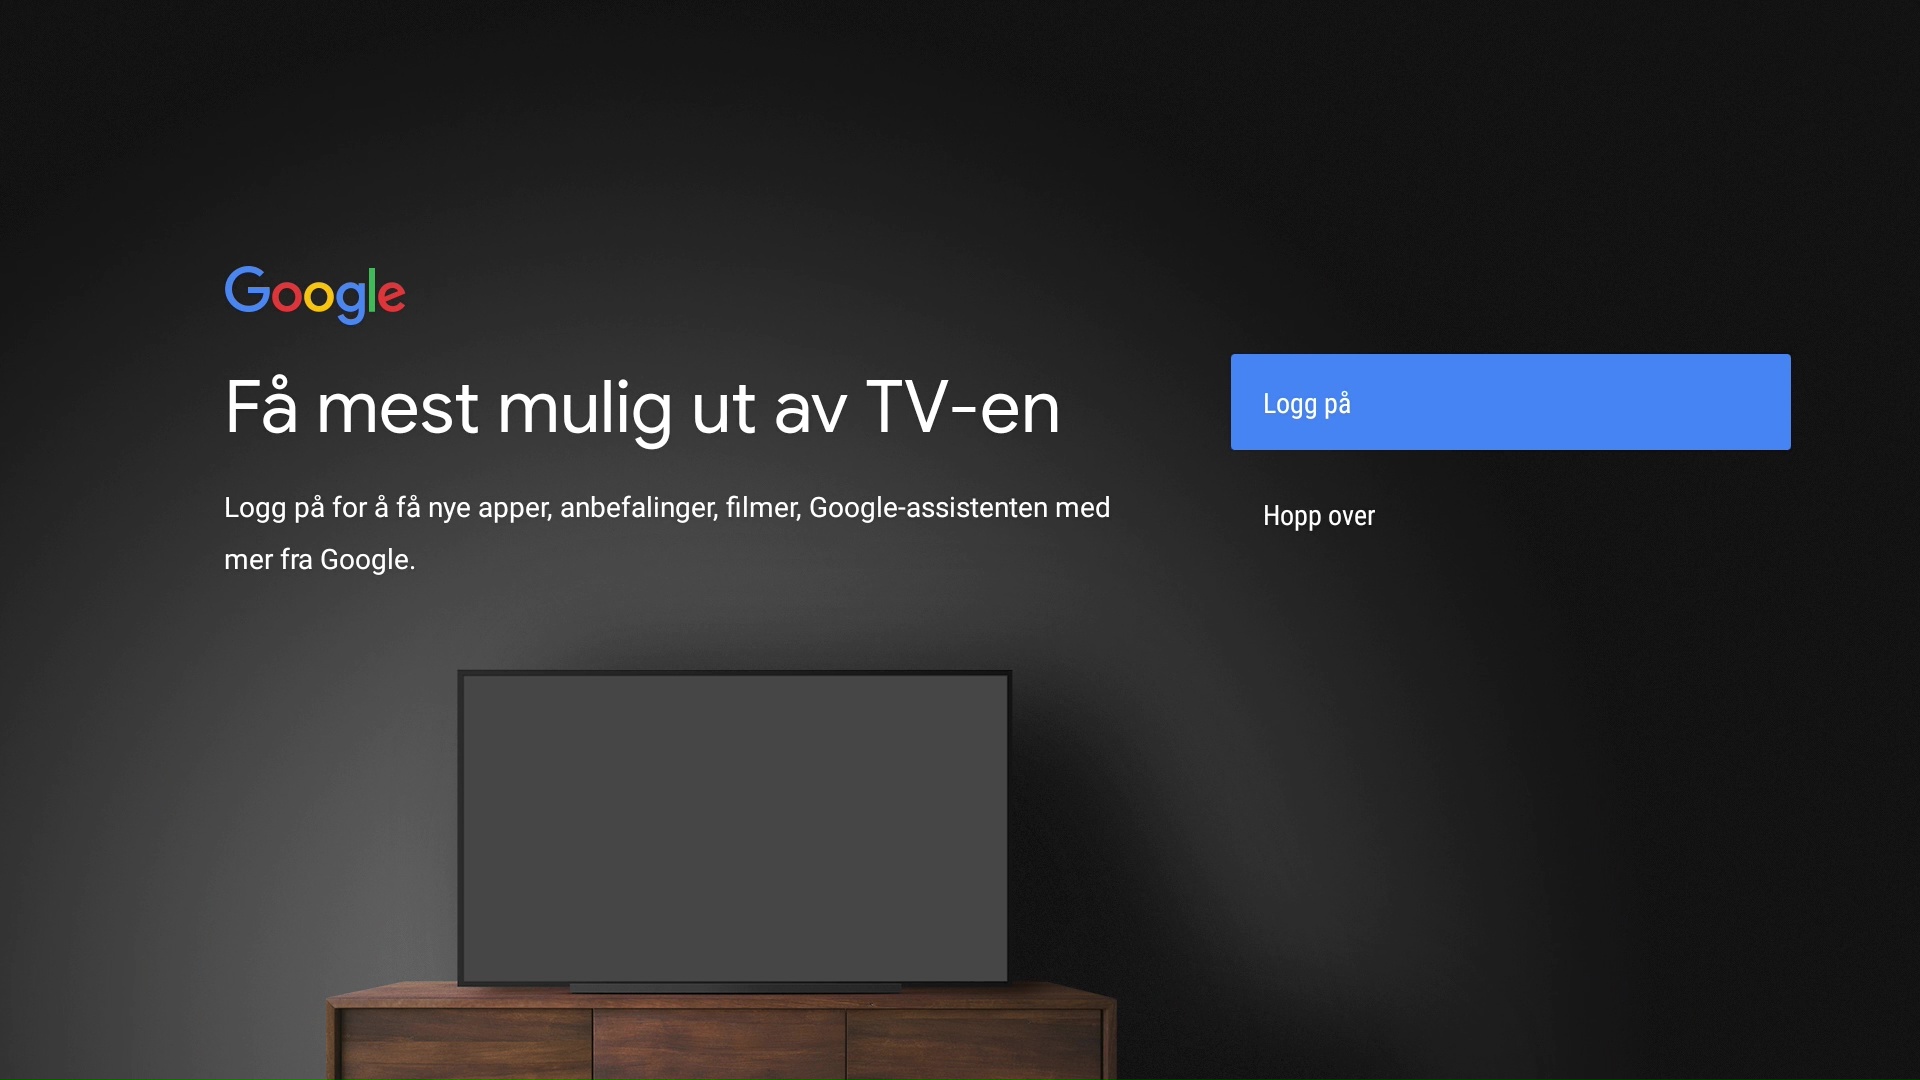 Google
Få mest mulig ut av TV-en
Logg på for å få nye apper, anbefalinger, filmer, Google-assistenten med
mer fra Google.
Logg på
Hopp over